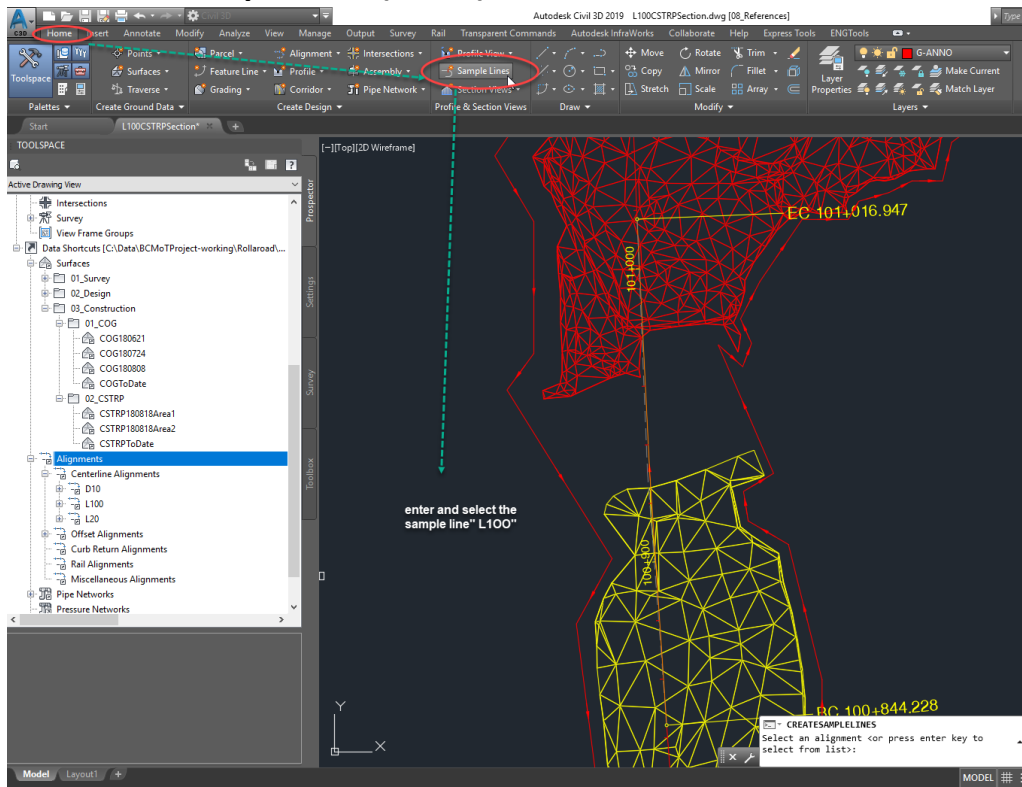 Civil 3D
Autodesk Civil 3D 2019 L100CSTRPSection.dwg [08_References]
Type
C3D
Home Insert Annotate Modify Analyze View Manage Output Survey Rail Transparent Commands Autodesk InfraWorks Collaborate Help Express Tools ENGTools
Toolspace
Points
Surfaces
Traverse
Parcel
Feature Line
Grading
Alignment
Profile
Corridor
Intersections
Assembly
Pipe Network
Profile View
Sample Lines
Section Views
Move
Copy
Stretch
Rotate
Mirror
Scale
Trim
Fillet
Array
Layer
Properties
G-ANNO
Make Current
Match Layer
Palettes Create Ground Data Create Design Profile & Section Views Draw Modify Layers
Start L100CSTRPSection*
TOOLSPACE
Active Drawing View
Intersections
Survey
View Frame Groups
Data Shortcuts [C:\Data\BCMoTProject-working\Rollaroad\...
Surfaces
01_Survey
02_Design
03_Construction
01_COG
COG180621
COG180724
COG180808
COGToDate
02_CSTRP
CSTRP180818Area1
CSTRP180818Area2
CSTRPToDate
Alignments
Centerline Alignments
D10
L100
L20
Offset Alignments
Curb Return Alignments
Rail Alignments
Miscellaneous Alignments
Pipe Networks
Pressure Networks
Prospector
Settings
Survey
Toolbox
[-][Top][2D Wireframe]
EC 101+016.947
101+000
enter and select the
sample line" L100"
100+900
BC 100+844.228
Y
X
CREATESAMPLELINES
Select an alignment <or press enter key to
select from list>:
Model Layout1
MODEL